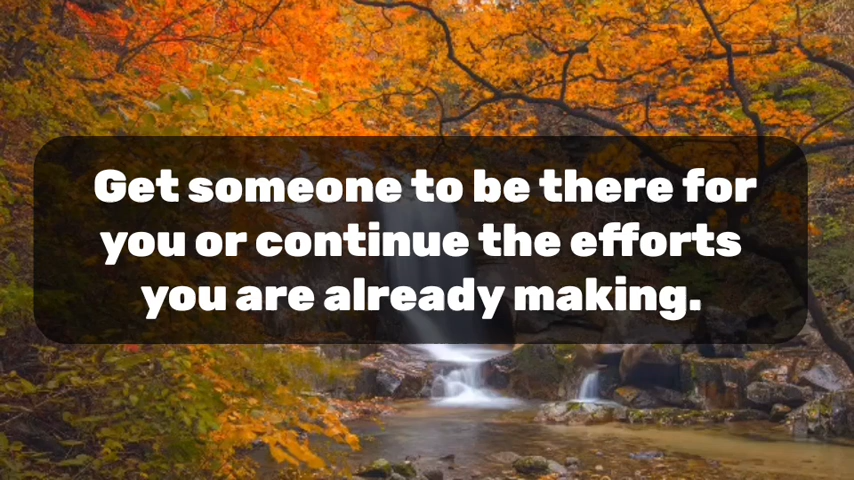 Get someone to be there for
you or continue the efforts
you are already making.